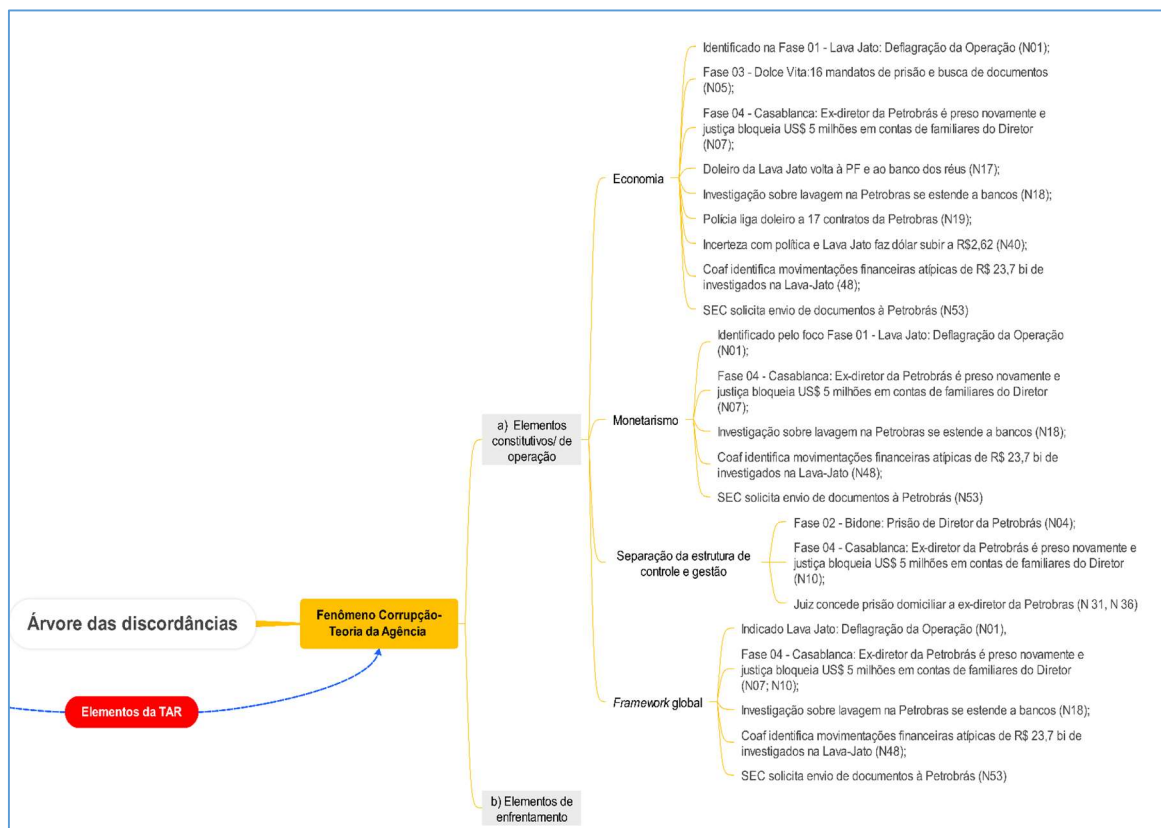 Árvore das discordâncias
Elementos da TAR
Fenômeno Corrupção-
Teoria da Agência
a) Elementos
constitutivos/ de
operação
Economia
Identificado na Fase 01 - Lava Jato: Deflagração da Operação (N01);
Fase 03 - Dolce Vita:16 mandatos de prisão e busca de documentos
(N05);
Fase 04 - Casablanca: Ex-diretor da Petrobrás é preso novamente e
justiça bloqueia US$ 5 milhões em contas de familiares do Diretor
(N07);
Doleiro da Lava Jato volta à PF e ao banco dos réus (N17);
Investigação sobre lavagem na Petrobras se estende a bancos (N18);
Polícia liga doleiro a 17 contratos da Petrobras (N19);
Incerteza com política e Lava Jato faz dólar subir a R$2,62 (N40);
Coaf identifica movimentações financeiras atípicas de R$ 23,7 bi de
investigados na Lava-Jato (48);
SEC solicita envio de documentos à Petrobrás (N53)
Monetarismo
Identificado pelo foco Fase 01 - Lava Jato: Deflagração da Operação
(N01);
Fase 04 - Casablanca: Ex-diretor da Petrobrás é preso novamente e
justiça bloqueia US$ 5 milhões em contas de familiares do Diretor
(N07);
Investigação sobre lavagem na Petrobras se estende a bancos (N18);
Coaf identifica movimentações financeiras atípicas de R$ 23,7 bi de
investigados na Lava-Jato (N48);
SEC solicita envio de documentos à Petrobrás (N53)
Separação da estrutura de
controle e gestão
Fase 02 - Bidone: Prisão de Diretor da Petrobrás (N04);
Fase 04 - Casablanca: Ex-diretor da Petrobrás é preso novamente e
justiça bloqueia US$ 5 milhões em contas de familiares do Diretor
(N10);
Juiz concede prisão domiciliar a ex-diretor da Petrobras (N 31, N 36)
Framework global
Indicado Lava Jato: Deflagração da Operação (N01),
Fase 04 - Casablanca: Ex-diretor da Petrobrás é preso novamente e
justiça bloqueia US$ 5 milhões em contas de familiares do Diretor
(N07; N10);
Investigação sobre lavagem na Petrobras se estende a bancos (N18);
Coaf identifica movimentações financeiras atípicas de R$ 23,7 bi de
investigados na Lava-Jato (N48);
SEC solicita envio de documentos à Petrobrás (N53)
b) Elementos de
enfrentamento